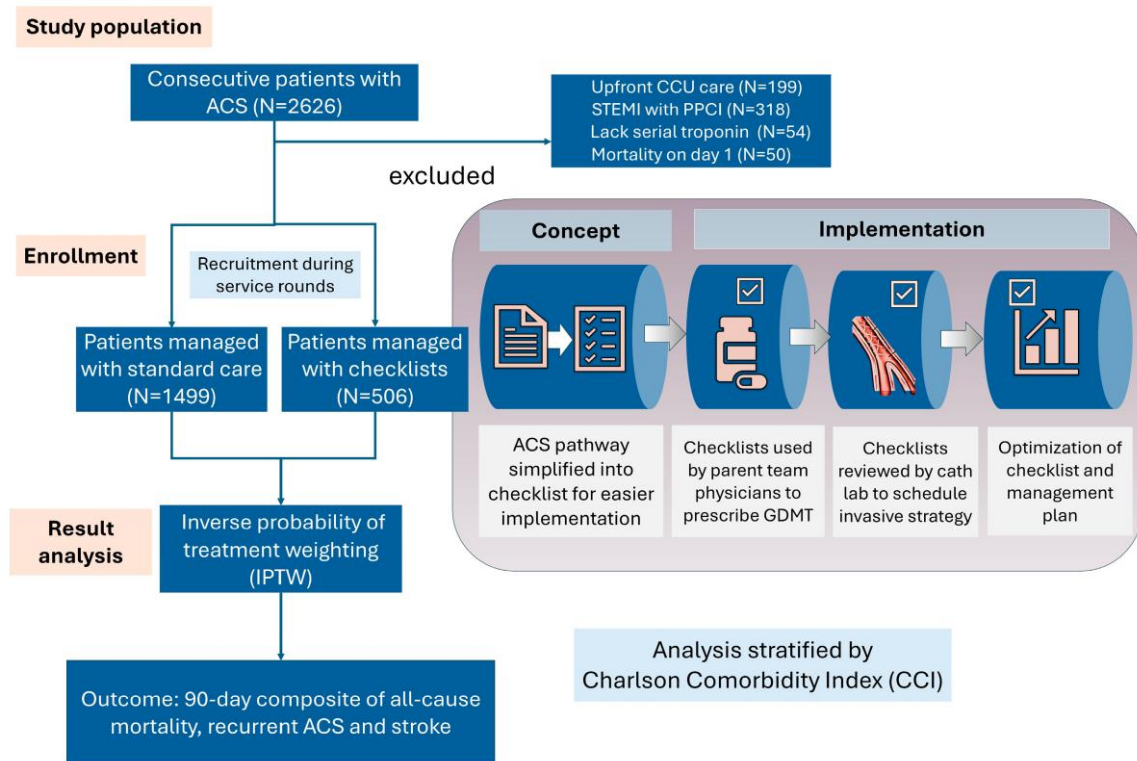 Study population
Consecutive patients with
ACS (N=2626)
Upfront CCU care (N=199)
STEMI with PPCI (N=318)
Lack serial troponin (N=54)
Mortality on day 1 (N=50)
excluded
Enrollment
Recruitment during
service rounds
Patients managed
with standard care
(N=1499)
Patients managed
with checklists
(N=506)
Concept
Implementation
ACS pathway
simplified into
checklist for easier
implementation
Checklists used
by parent team
physicians to
prescribe GDMT
Checklists
reviewed by cath
lab to schedule
invasive strategy
Optimization of
checklist and
management
plan
Result
analysis
Inverse probability of
treatment weighting
(IPTW)
Analysis stratified by
Charlson Comorbidity Index (CCI)
Outcome: 90-day composite of all-cause
mortality, recurrent ACS and stroke